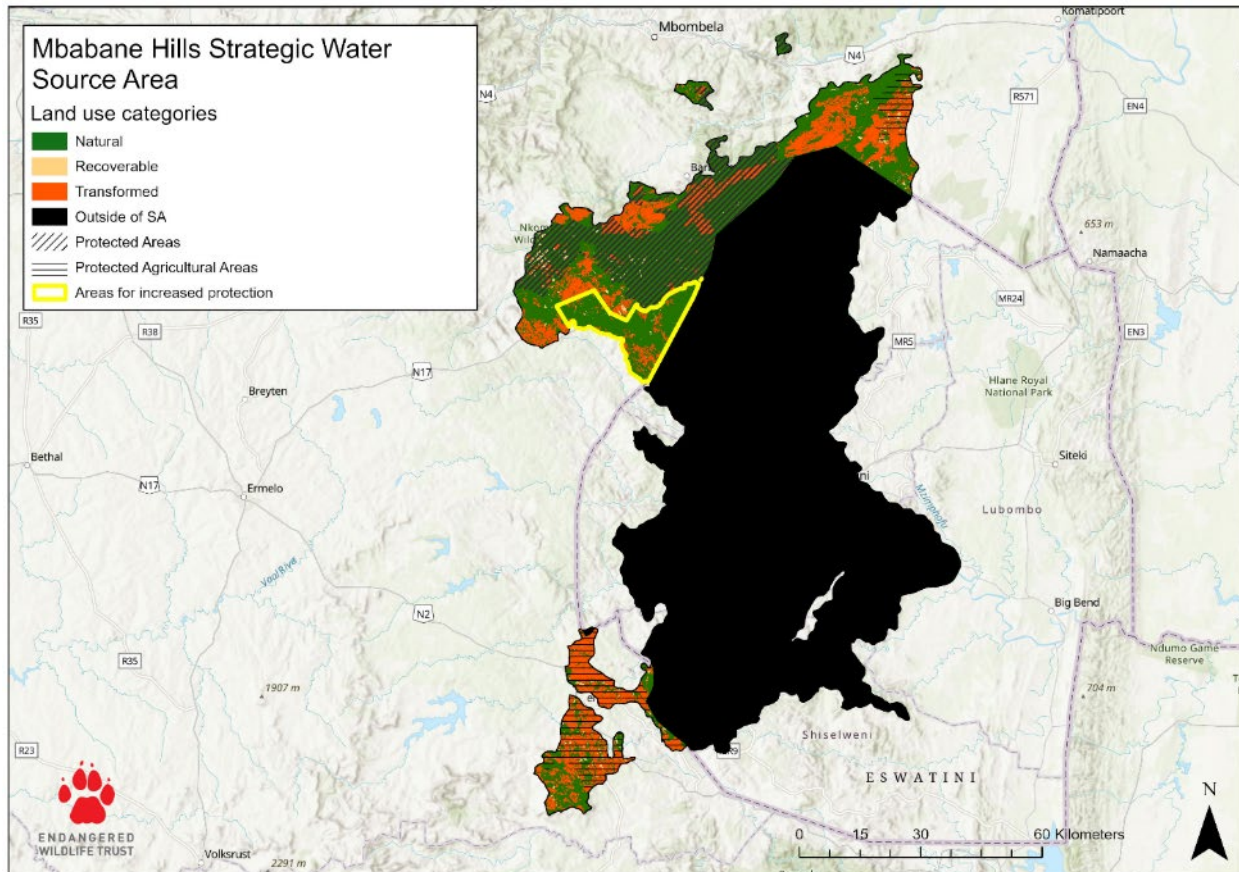 Mbabane Hills Strategic Water
Source Area
Land use categories
Natural
Recoverable
Transformed
Outside of SA
Protected Areas
Protected Agricultural Areas
Areas for increased protection
Komatipoort
Mbombela
N4
N4
R571
EN4
653 m
Namaacha
MR24
R35
R38
EN3
MR5
N17
Hlane Royal
National Park
Breyten
Bethal
Siteki
N17
Ermelo
Mzimphofu
Lubombo
Vaal River
Big Bend
N2
Ndumo Game
Reserve
R35
1907 m
704 m
Shiselweni
R23
ESWATINI
N
0 15 30 60 Kilometers
ENDANGERED
WILDLIFE TRUST
Volksrust
2291 m